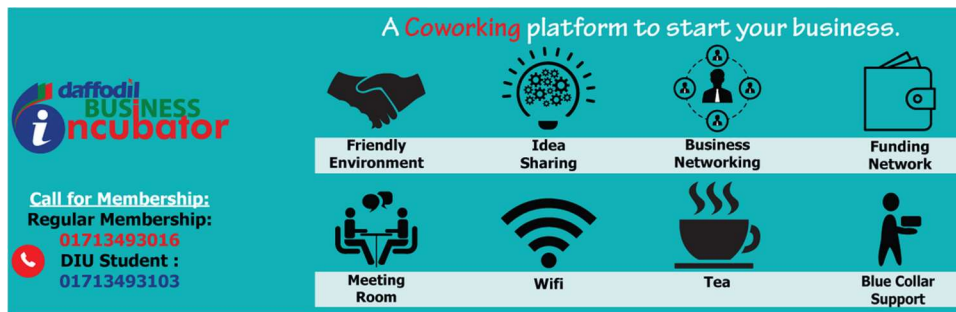 A Coworking platform to start your business.
daffodil
BUSINESS
incubator
Friendly
Environment
Idea
Sharing
Business
Networking
Funding
Network
Call for Membership:
Regular Membership:
01713493016
DIU Student :
01713493103
Meeting
Room
Wifi
Tea
Blue Collar
Support